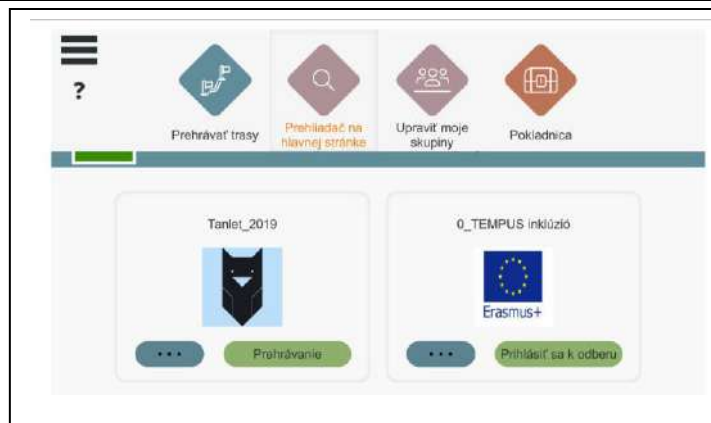 ?
Prehrávať trasy
Prehliadač na
hlavnej stránke
Upraviť moje
skupiny
Pokladnica
Tanlet_2019
0_TEMPUS inklúzió
Erasmus+
... Prehrávanie
... Prihlásiť sa k odberu